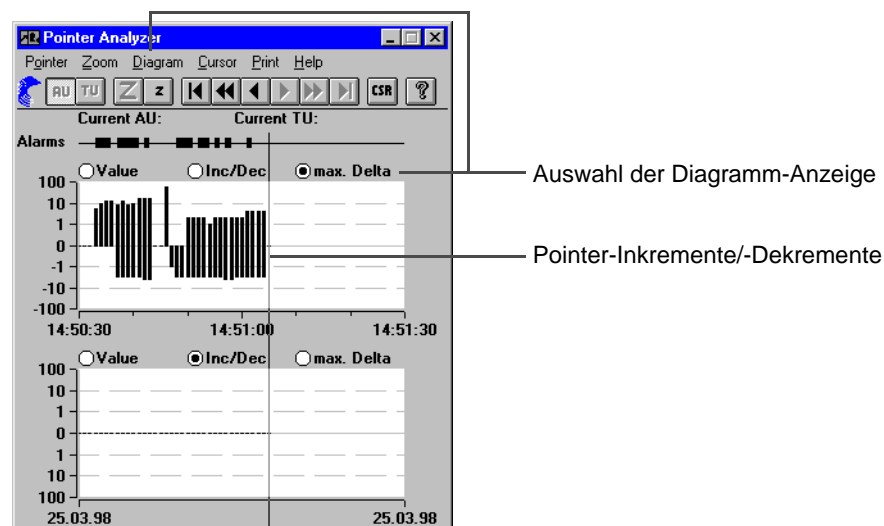 Pointer Analyzer
Pointer Zoom Diagram Cursor Print Help
AU TU Z z CSR ?
Current AU: Current TU:
Alarms
Value Inc/Dec max. Delta
Auswahl der Diagramm-Anzeige
100
10
1
0
-1
-10
-100
Pointer-Inkremente/-Dekremente
14:50:30 14:51:00 14:51:30
Value Inc/Dec max. Delta
100
10
1
0
1
10
100
25.03.98 25.03.98